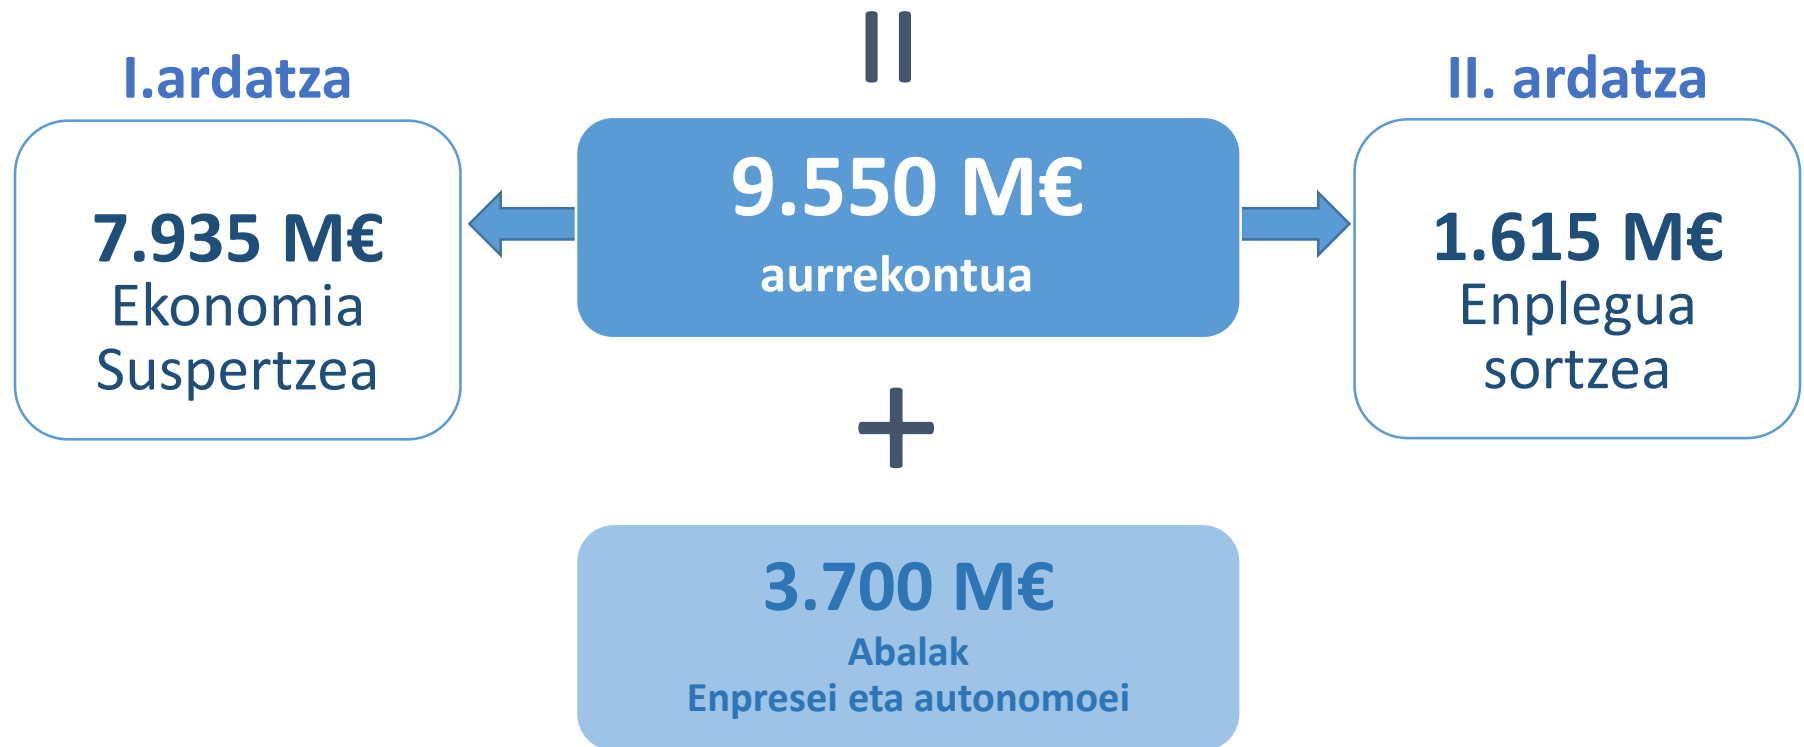 I.ardatza
7.935 M€
Ekonomia
Suspertzea
9.550 M€
aurrekontua
+
3.700 M€
Abalak
Enpresei eta autonomoei
II. ardatza
1.615 M€
Enplegua
sortzea